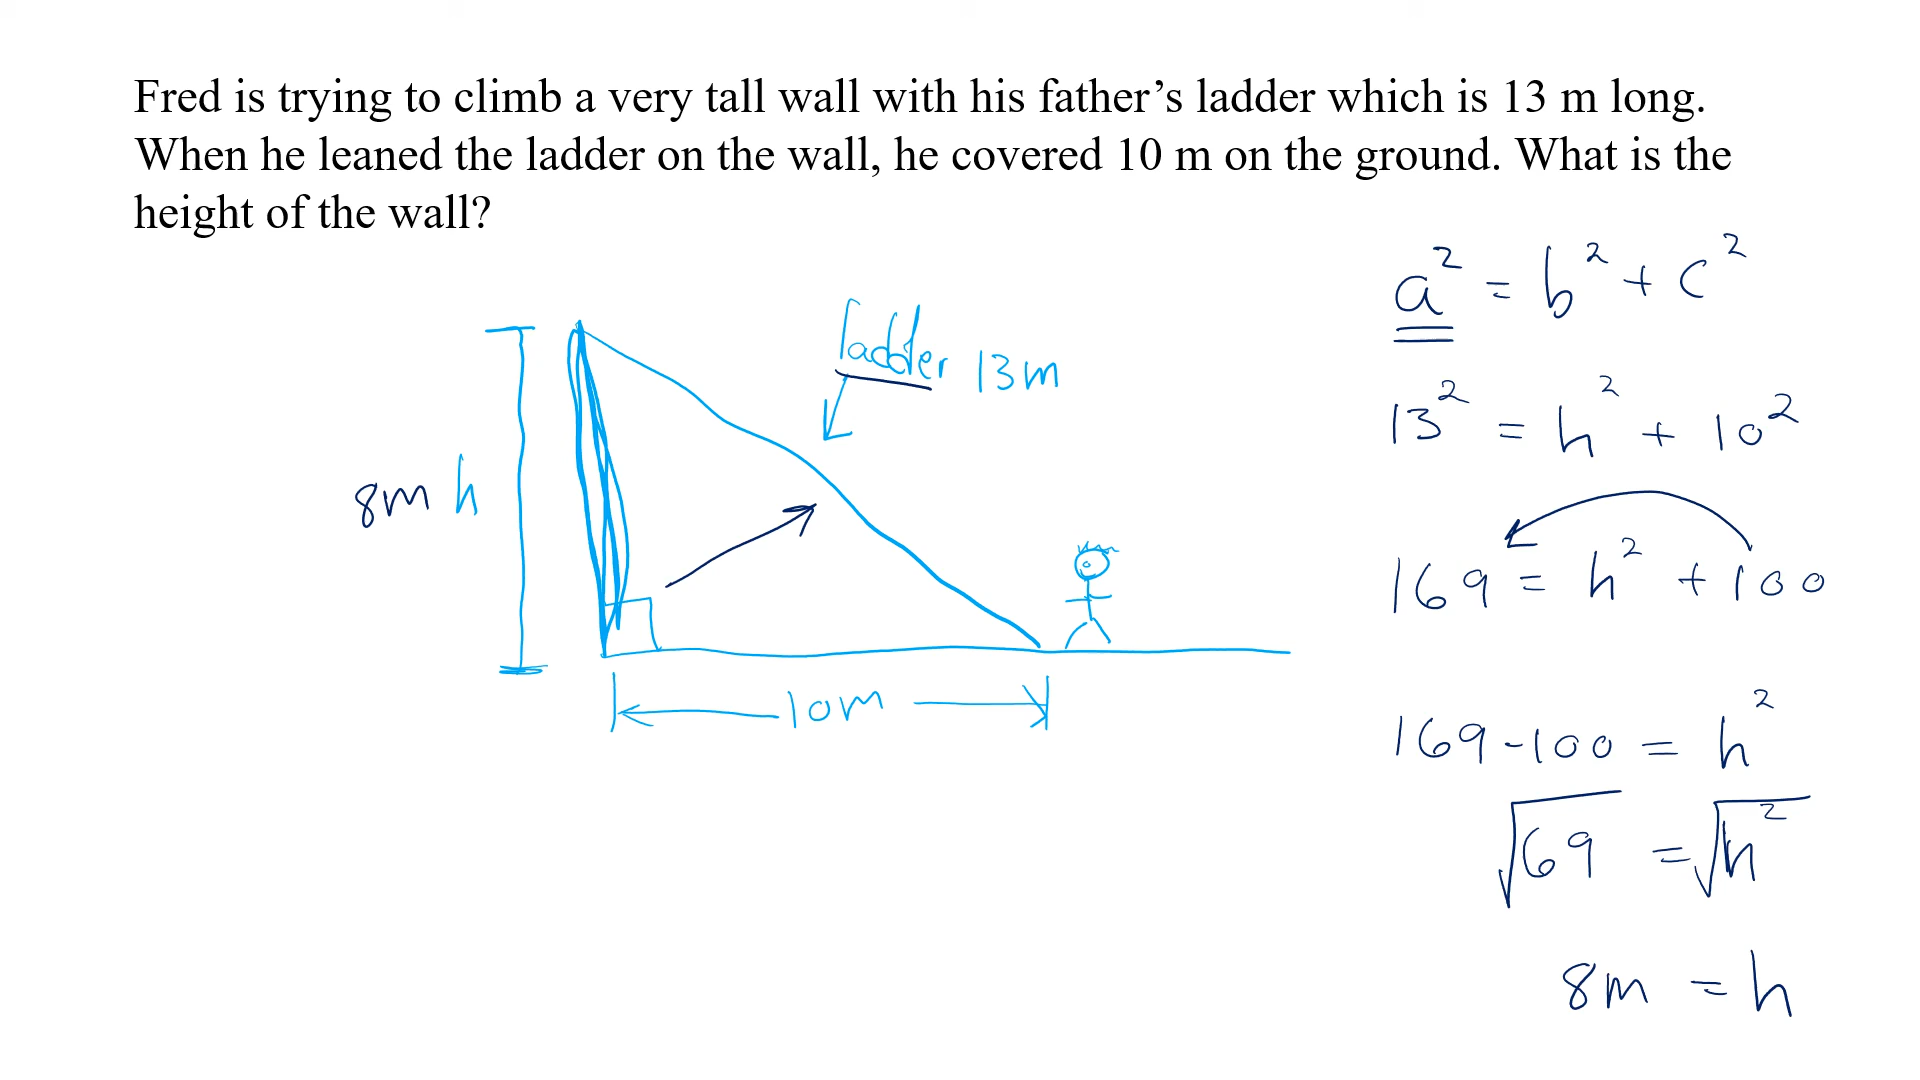 Fred is trying to climb a very tall wall with his father’s ladder which is 13 m long.
When he leaned the ladder on the wall, he covered 10 m on the ground. What is the
height of the wall?
ladder 13m
8m h
10m
a² = b² + c²
13² = h² + 10²
169 = h² + 100
169 - 100 = h²
√69 = √h²
8m = h